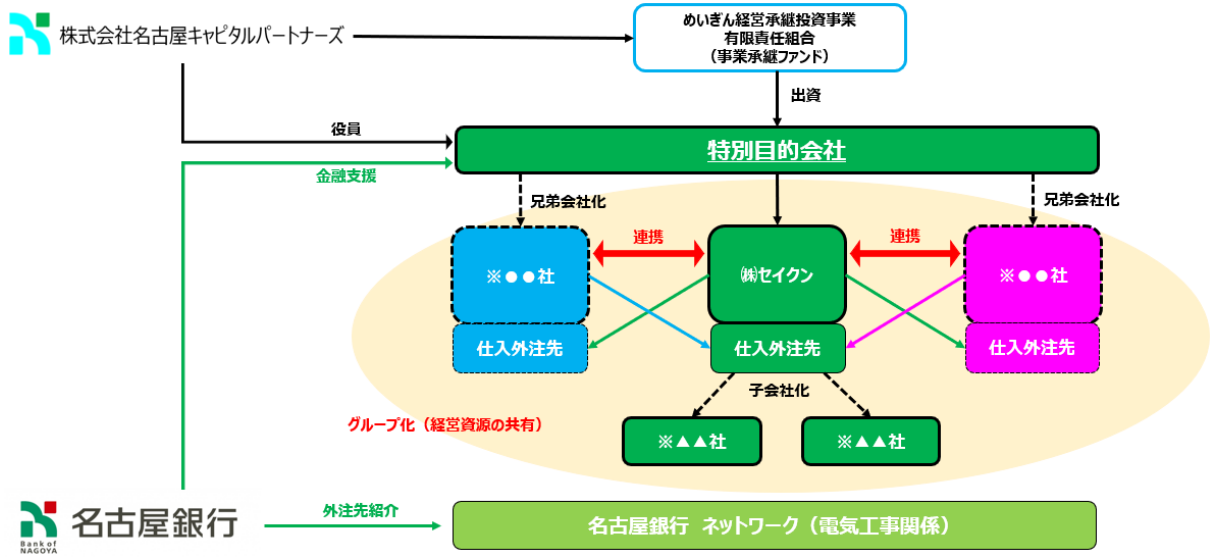 株式会社名古屋キャピタルパートナーズ
めいぎん経営承継投資事業
有限責任組合
（事業承継ファンド）
出資
役員
特別目的会社
金融支援
兄弟会社化
兄弟会社化
連携
連携
※●●社
㈱セイクン
※●●社
仕入外注先
仕入外注先
仕入外注先
子会社化
グループ化（経営資源の共有）
※▲▲社
※▲▲社
Bank of
NAGOYA
名古屋銀行
外注先紹介
名古屋銀行 ネットワーク（電気工事関係）